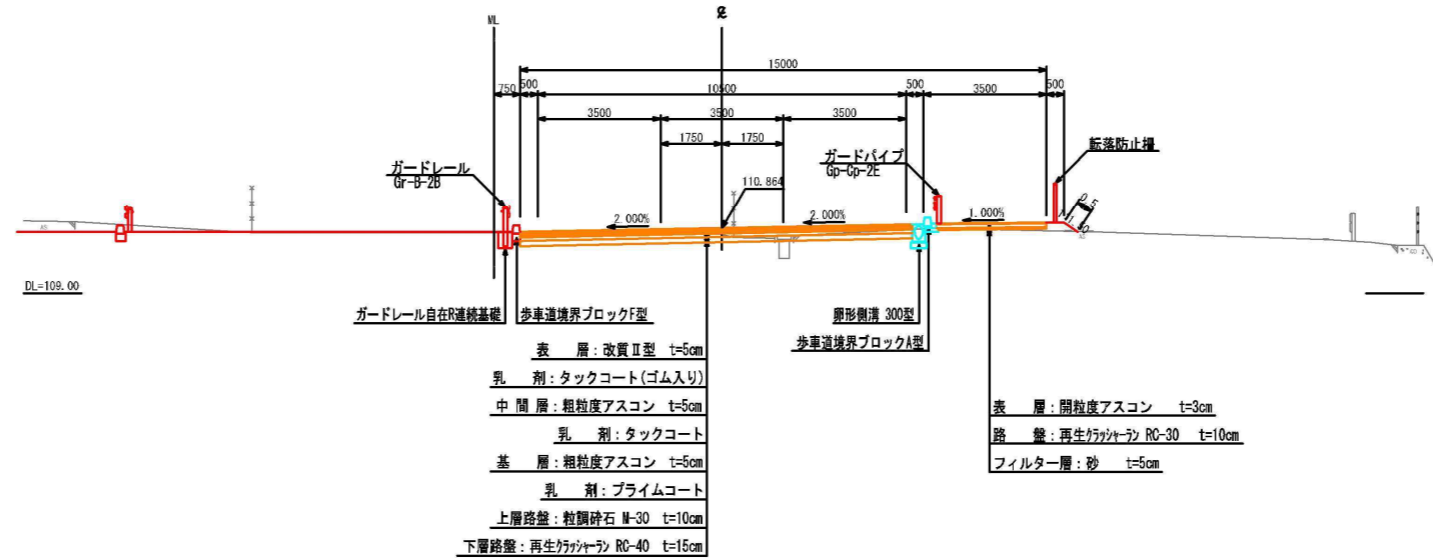 ML
℄
15000
750
500
10500
500
3500
500
3500
3500
3500
1750
1750
ガードレール
Gr-B-2B
110.864
ガードパイプ
Gp-Cp-2E
転落防止柵
2.000%
2.000%
1.000%
0.5
DL=109.00
ガードレール自在R連続基礎
歩車道境界ブロックF型
卵形側溝 300型
歩車道境界ブロックA型
表　層：改質Ⅱ型　t=5cm
乳　剤：タックコート(ゴム入り)
中 間 層：粗粒度アスコン　t=5cm
乳　剤：タックコート
基　層：粗粒度アスコン　t=5cm
乳　剤：プライムコート
上層路盤：粒調砕石 M-30　t=10cm
下層路盤：再生クラッシャーラン RC-40　t=15cm
表　層：開粒度アスコン　t=3cm
路　盤：再生クラッシャーラン RC-30　t=10cm
フィルター層：砂　t=5cm